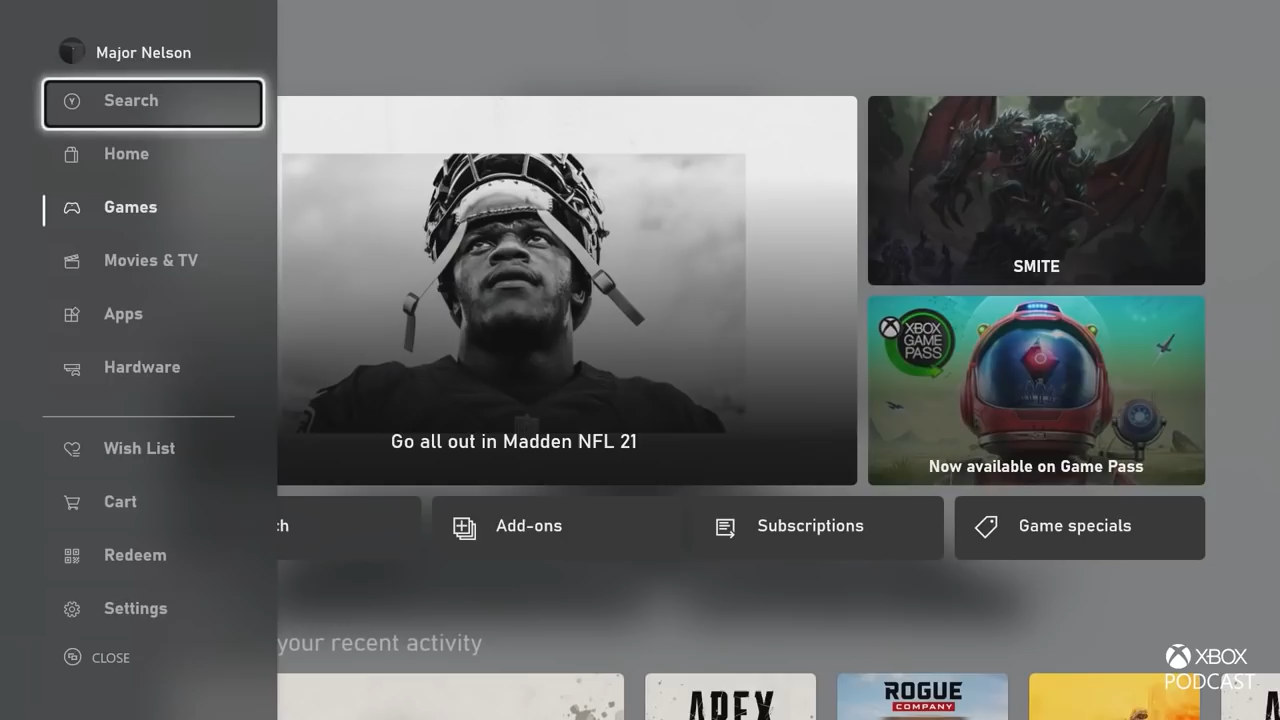 Major Nelson
Search
Home
Games
Movies & TV
Apps
Hardware
Wish List
Cart
Redeem
Settings
CLOSE
Go all out in Madden NFL 21
SMITE
XBOX
GAME
PASS
Now available on Game Pass
ch
Add-ons
Subscriptions
Game specials
your recent activity
APEX
ROGUE
COMPANY
XBOX
PODCAST